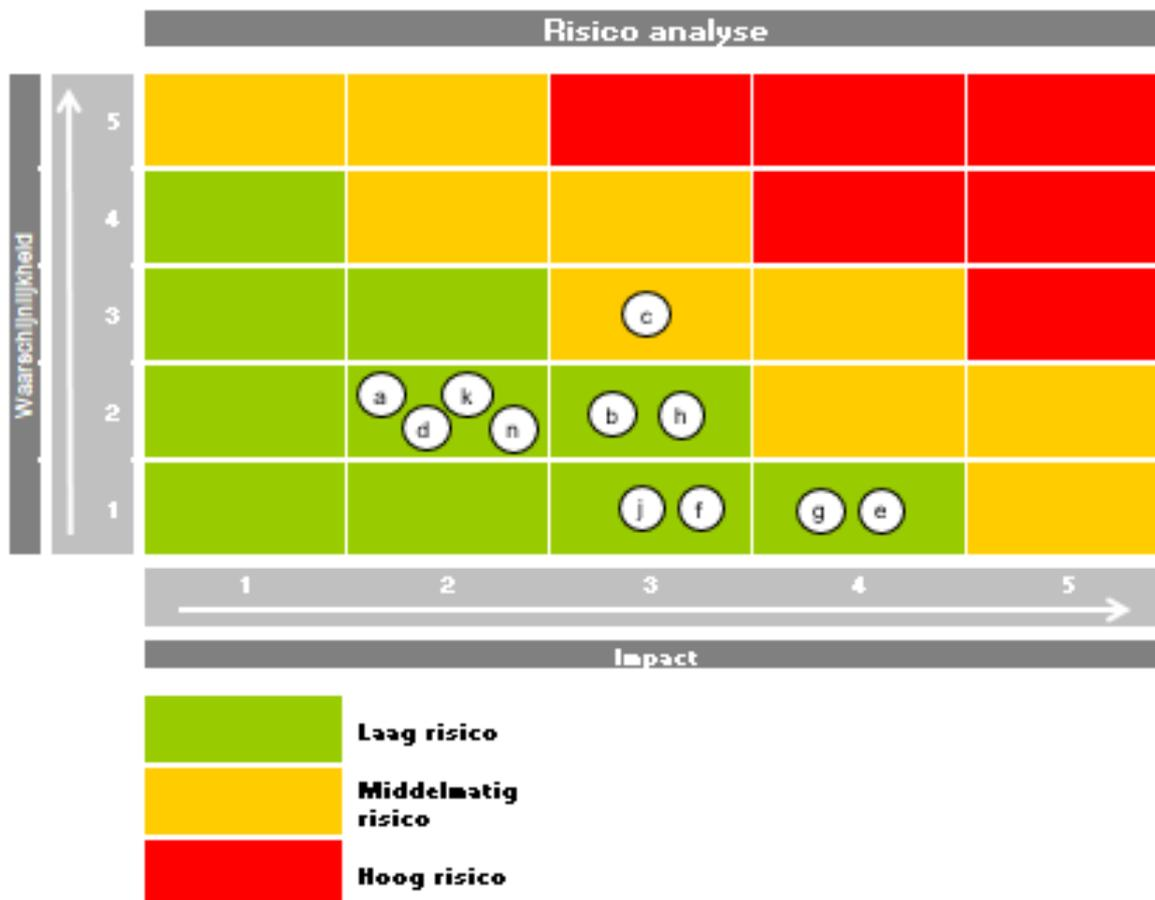 Risico analyse
Waarschijnlijkheid
5
4
3
c
2
a
k
d
n
b
h
1
j
f
g
e
1 2 3 4 5
Impact
Laag risico
Middelmatig
risico
Hoog risico